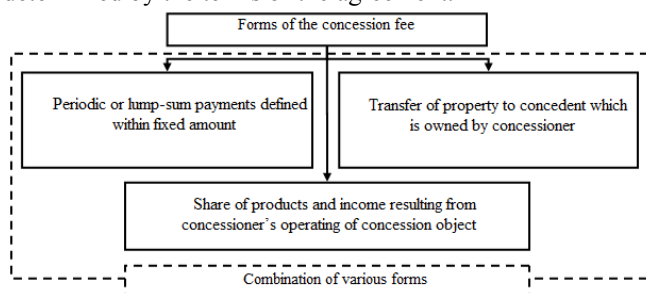 Forms of the concession fee
Periodic or lump-sum payments defined
within fixed amount
Transfer of property to concedent which
is owned by concessioner
Share of products and income resulting from
concessioner's operating of concession object
Combination of various forms